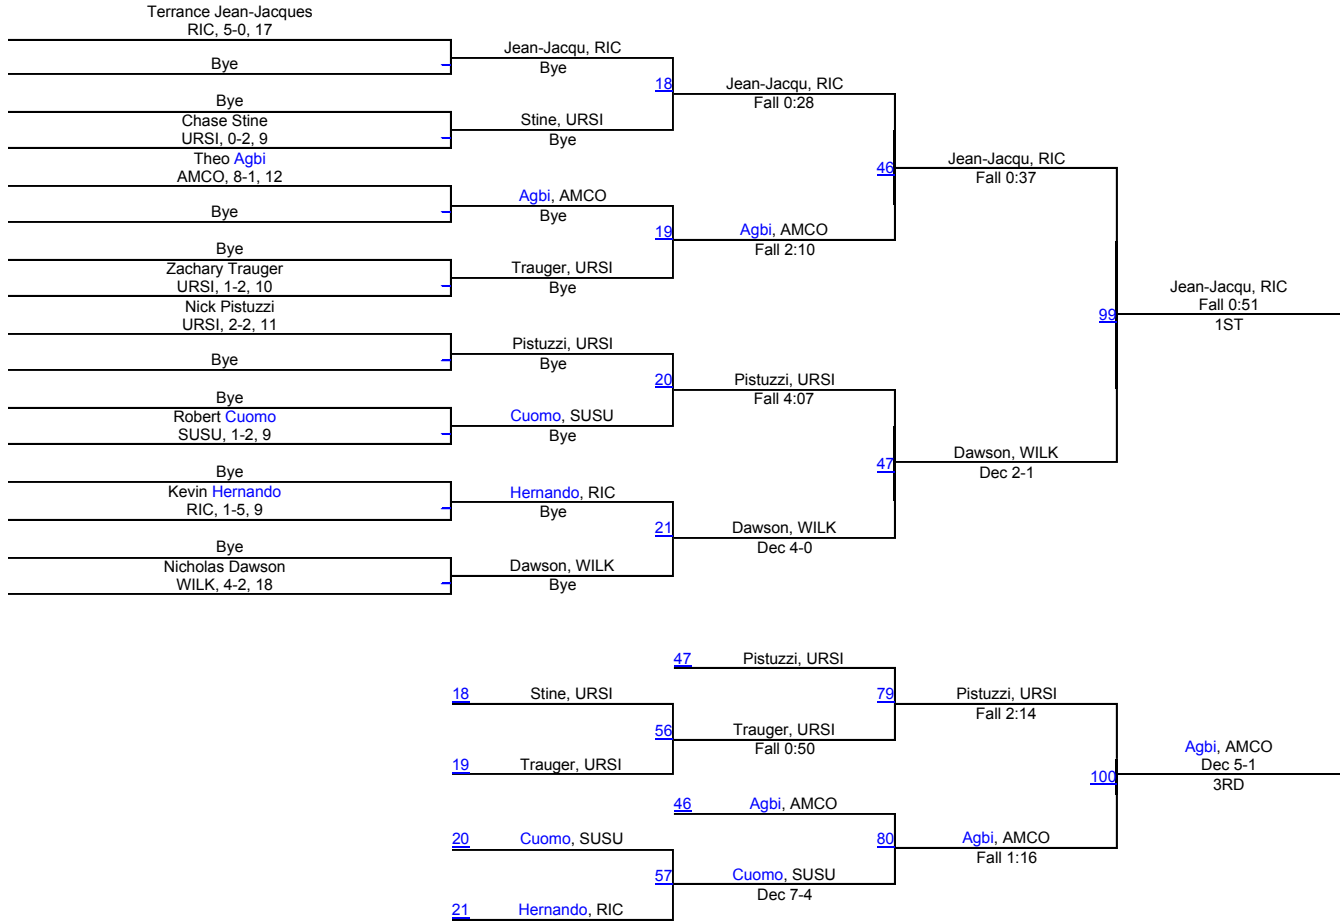 Terrance Jean-Jacques
RIC, 5-0, 17
Bye
Bye
Chase Stine
URSI, 0-2, 9
Theo Agbi
AMCO, 8-1, 12
Bye
Bye
Zachary Trauger
URSI, 1-2, 10
Nick Pistuzzi
URSI, 2-2, 11
Bye
Bye
Robert Cuomo
SUSU, 1-2, 9
Bye
Kevin Hernando
RIC, 1-5, 9
Bye
Nicholas Dawson
WILK, 4-2, 18
Jean-Jacqu, RIC
Bye
18
Stine, URSI
Bye
Agbi, AMCO
Bye
19
Trauger, URSI
Bye
Pistuzzi, URSI
Bye
20
Cuomo, SUSU
Bye
Hernando, RIC
Bye
21
Dawson, WILK
Bye
Jean-Jacqu, RIC
Fall 0:28
46
Agbi, AMCO
Fall 2:10
Pistuzzi, URSI
Fall 4:07
47
Dawson, WILK
Dec 4-0
Jean-Jacqu, RIC
Fall 0:37
99
Dawson, WILK
Dec 2-1
Jean-Jacqu, RIC
Fall 0:51
1ST
47 Pistuzzi, URSI
18 Stine, URSI
79
56
Trauger, URSI
Fall 0:50
19 Trauger, URSI
Pistuzzi, URSI
Fall 2:14
46 Agbi, AMCO
20 Cuomo, SUSU
80
57
Cuomo, SUSU
Dec 7-4
21 Hernando, RIC
Agbi, AMCO
Fall 1:16
100
Agbi, AMCO
Dec 5-1
3RD